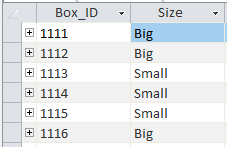 Box_ID Size
1111 Big
1112 Big
1113 Small
1114 Small
1115 Small
1116 Big